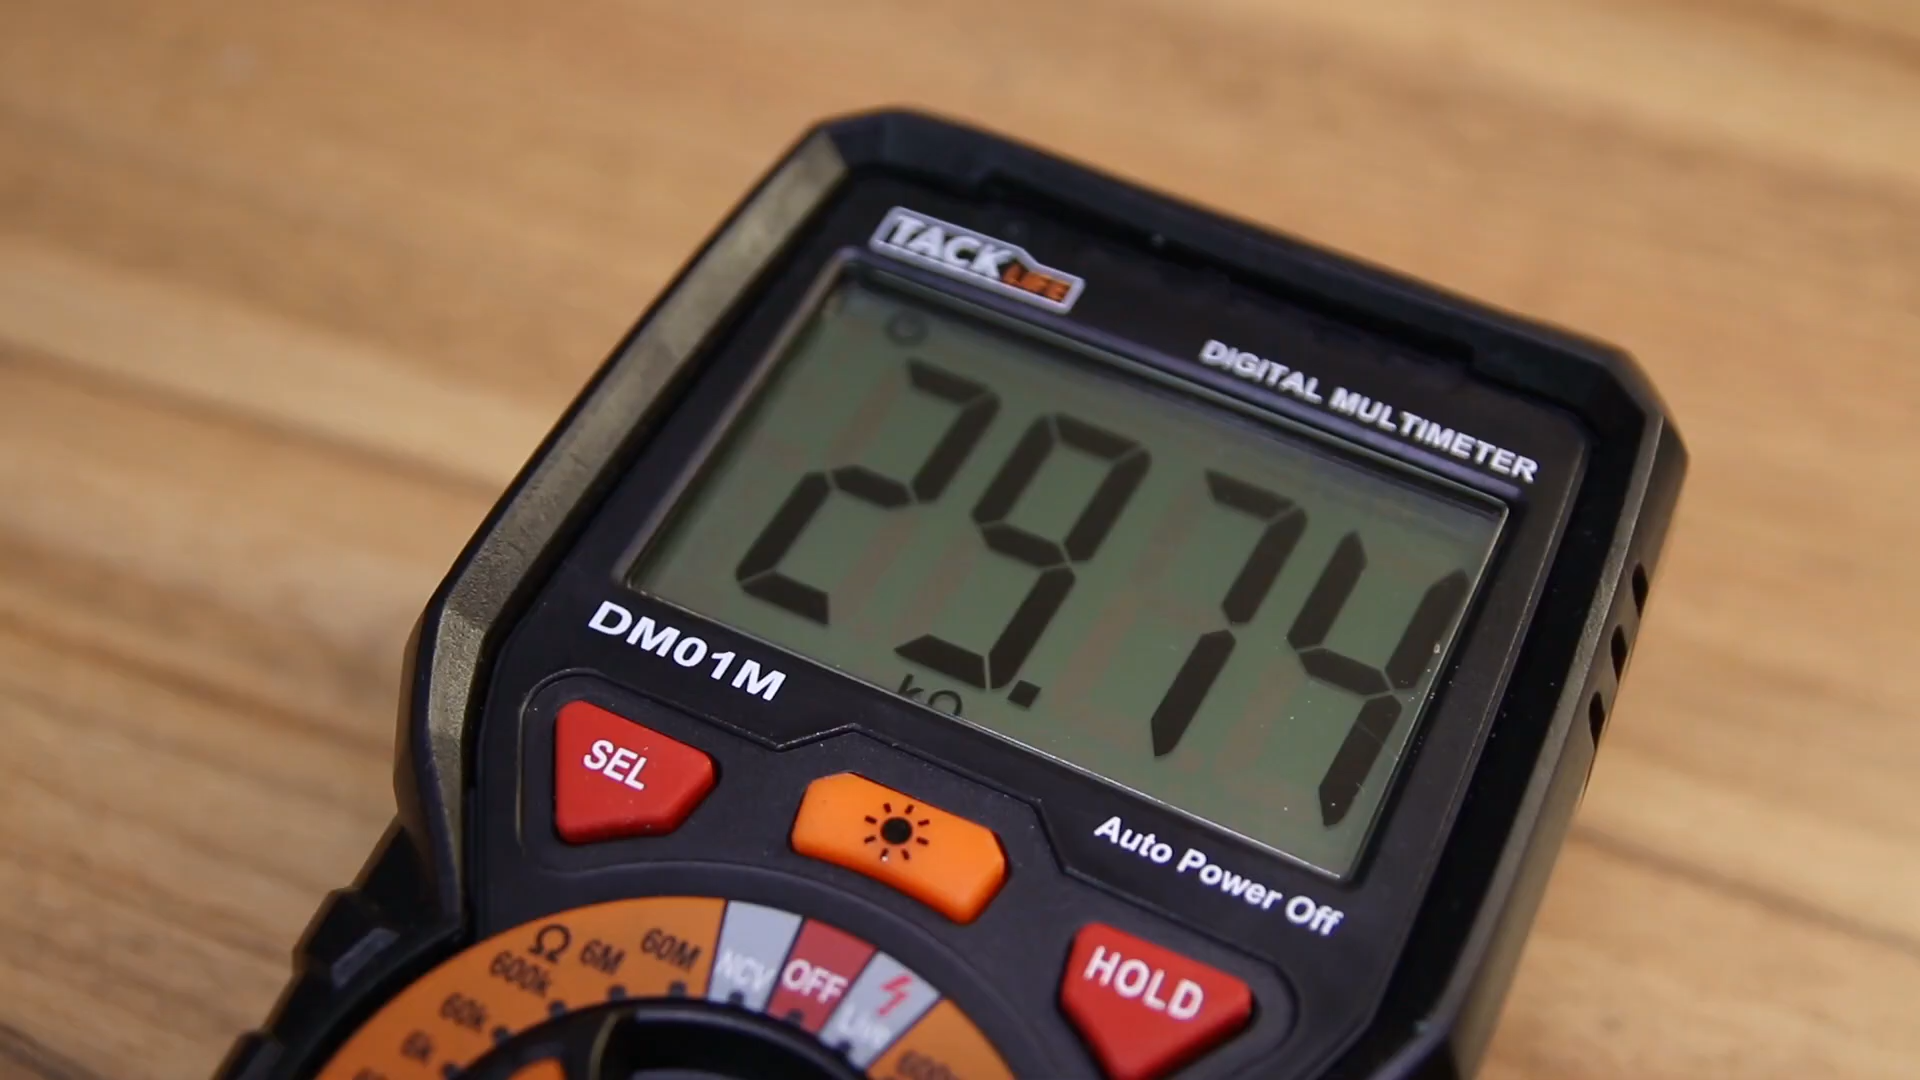 TACKLIFE
DIGITAL MULTIMETER
29.74
kΩ
DM01M
SEL
Auto Power Off
HOLD
Ω
600k
6M
60M
NCV
OFF
Live
60k
6k